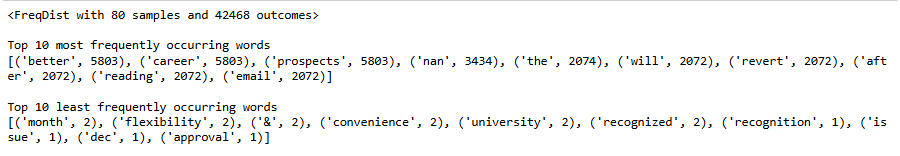 <FreqDist with 80 samples and 42468 outcomes>
Top 10 most frequently occurring words
[('better', 5803), ('career', 5803), ('prospects', 5803), ('nan', 3434), ('the', 2074), ('will', 2072), ('revert', 2072), ('aft
er', 2072), ('reading', 2072), ('email', 2072)]
Top 10 least frequently occurring words
[('month', 2), ('flexibility', 2), ('&', 2), ('convenience', 2), ('university', 2), ('recognized', 2), ('recognition', 1), ('is
sue', 1), ('dec', 1), ('approval', 1)]